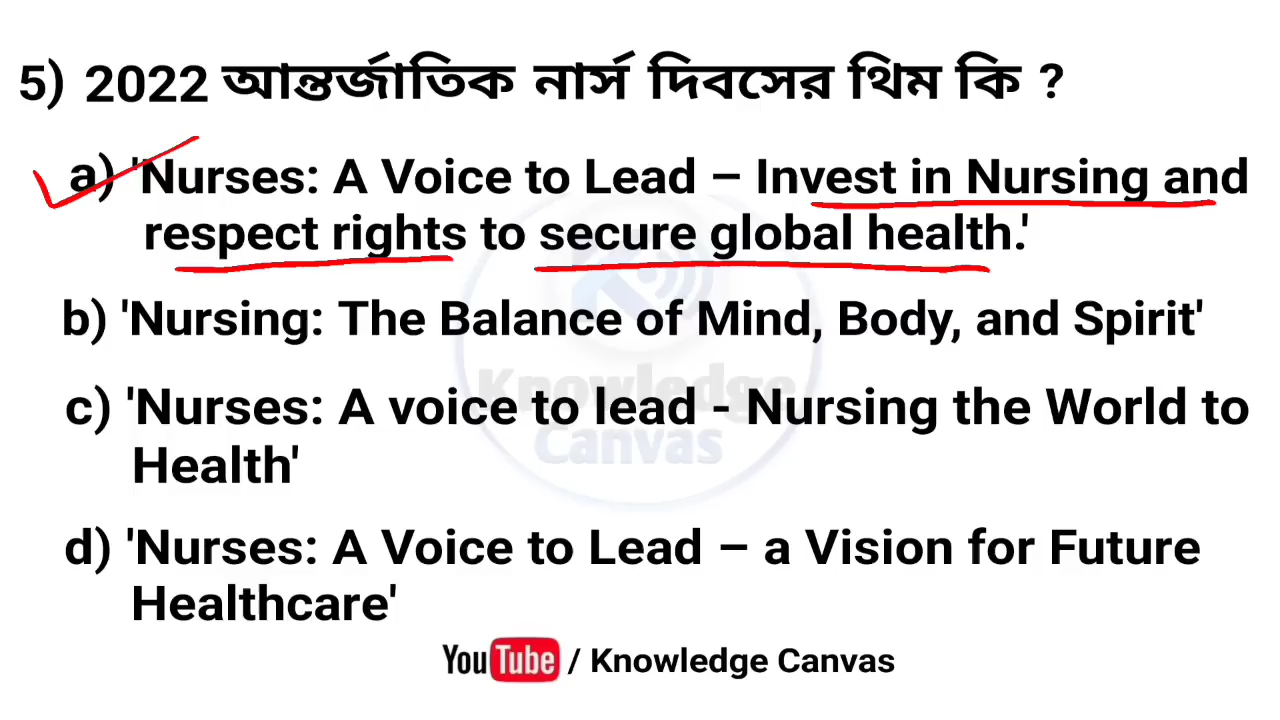 5) 2022 আন্তর্জাতিক নার্স দিবসের থিম কি ?
a) 'Nurses: A Voice to Lead – Invest in Nursing and
respect rights to secure global health.'
b) 'Nursing: The Balance of Mind, Body, and Spirit'
c) 'Nurses: A voice to lead - Nursing the World to
Health'
Knowledge
Canvas
d) 'Nurses: A Voice to Lead – a Vision for Future
Healthcare'
YouTube / Knowledge Canvas